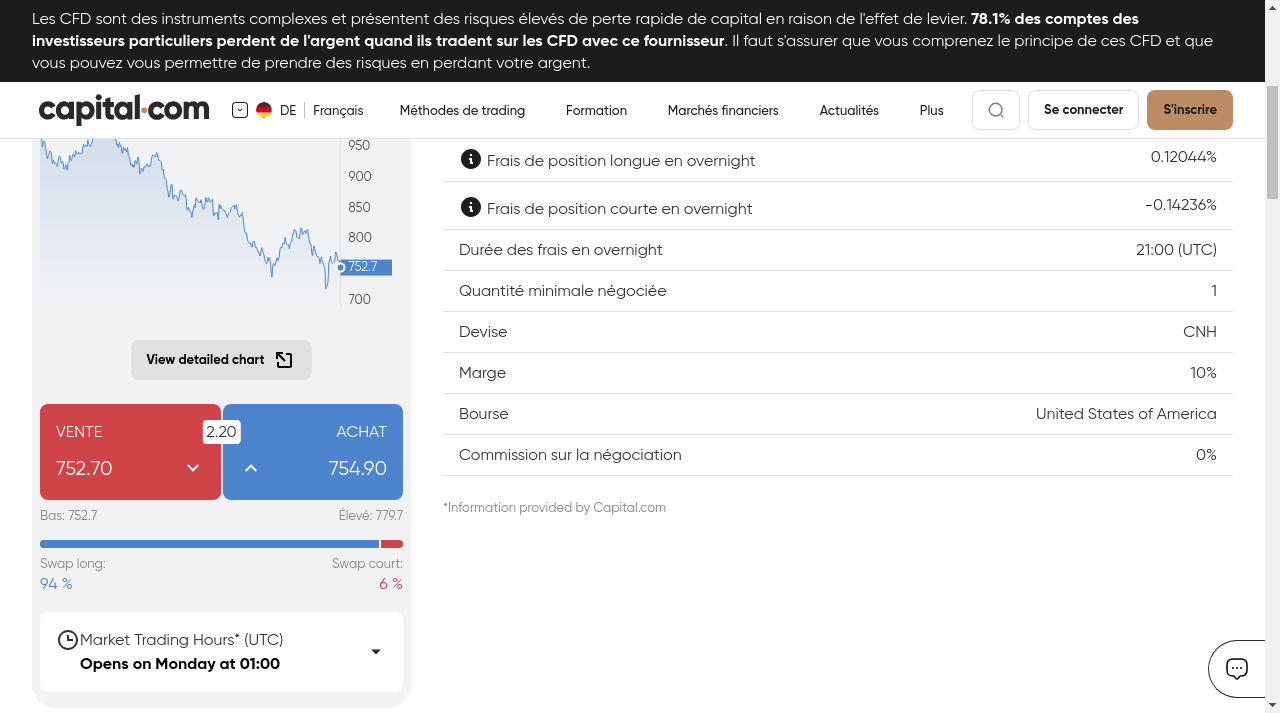 Les CFD sont des instruments complexes et présentent des risques élevés de perte rapide de capital en raison de l'effet de levier. 78.1% des comptes des
investisseurs particuliers perdent de l'argent quand ils tradent sur les CFD avec ce fournisseur. Il faut s'assurer que vous comprenez le principe de ces CFD et que
vous pouvez vous permettre de prendre des risques en perdant votre argent.
capital.com
DE
Français
Méthodes de trading
Formation
Marchés financiers
Actualités
Plus
Se connecter
S'inscrire
950
900
850
800
752.7
700
View detailed chart
VENTE
2.20
ACHAT
752.70
754.90
Bas: 752.7
Élevé: 779.7
Swap long:
Swap court:
94 %
6 %
Market Trading Hours* (UTC)
Opens on Monday at 01:00
Frais de position longue en overnight
0.12044%
Frais de position courte en overnight
-0.14236%
Durée des frais en overnight
21:00 (UTC)
Quantité minimale négociée
1
Devise
CNH
Marge
10%
Bourse
United States of America
Commission sur la négociation
0%
*Information provided by Capital.com